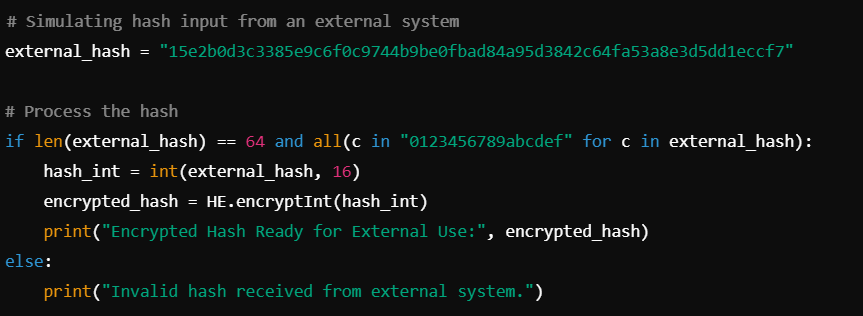 # Simulating hash input from an external system
external_hash = "15e2b0d3c3385e9c6f0c9744b9be0fbad84a95d3842c64fa53a8e3d5dd1eccf7"
# Process the hash
if len(external_hash) == 64 and all(c in "0123456789abcdef" for c in external_hash):
    hash_int = int(external_hash, 16)
    encrypted_hash = HE.encryptInt(hash_int)
    print("Encrypted Hash Ready for External Use:", encrypted_hash)
else:
    print("Invalid hash received from external system.")